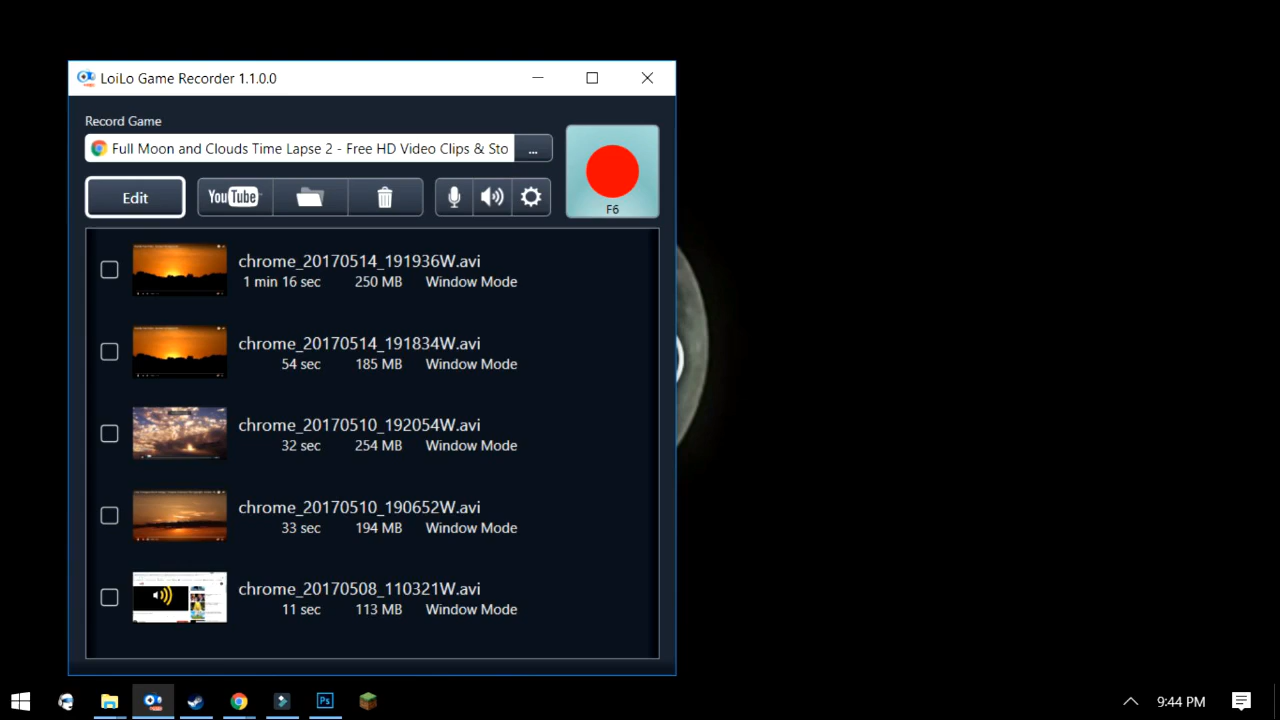 LoiLo Game Recorder 1.1.0.0
Record Game
Full Moon and Clouds Time Lapse 2 - Free HD Video Clips & Sto
...
Edit
YouTube
F6
chrome_20170514_191936W.avi
1 min 16 sec 250 MB Window Mode
chrome_20170514_191834W.avi
54 sec 185 MB Window Mode
chrome_20170510_192054W.avi
32 sec 254 MB Window Mode
chrome_20170510_190652W.avi
33 sec 194 MB Window Mode
chrome_20170508_110321W.avi
11 sec 113 MB Window Mode
Ps
9:44 PM